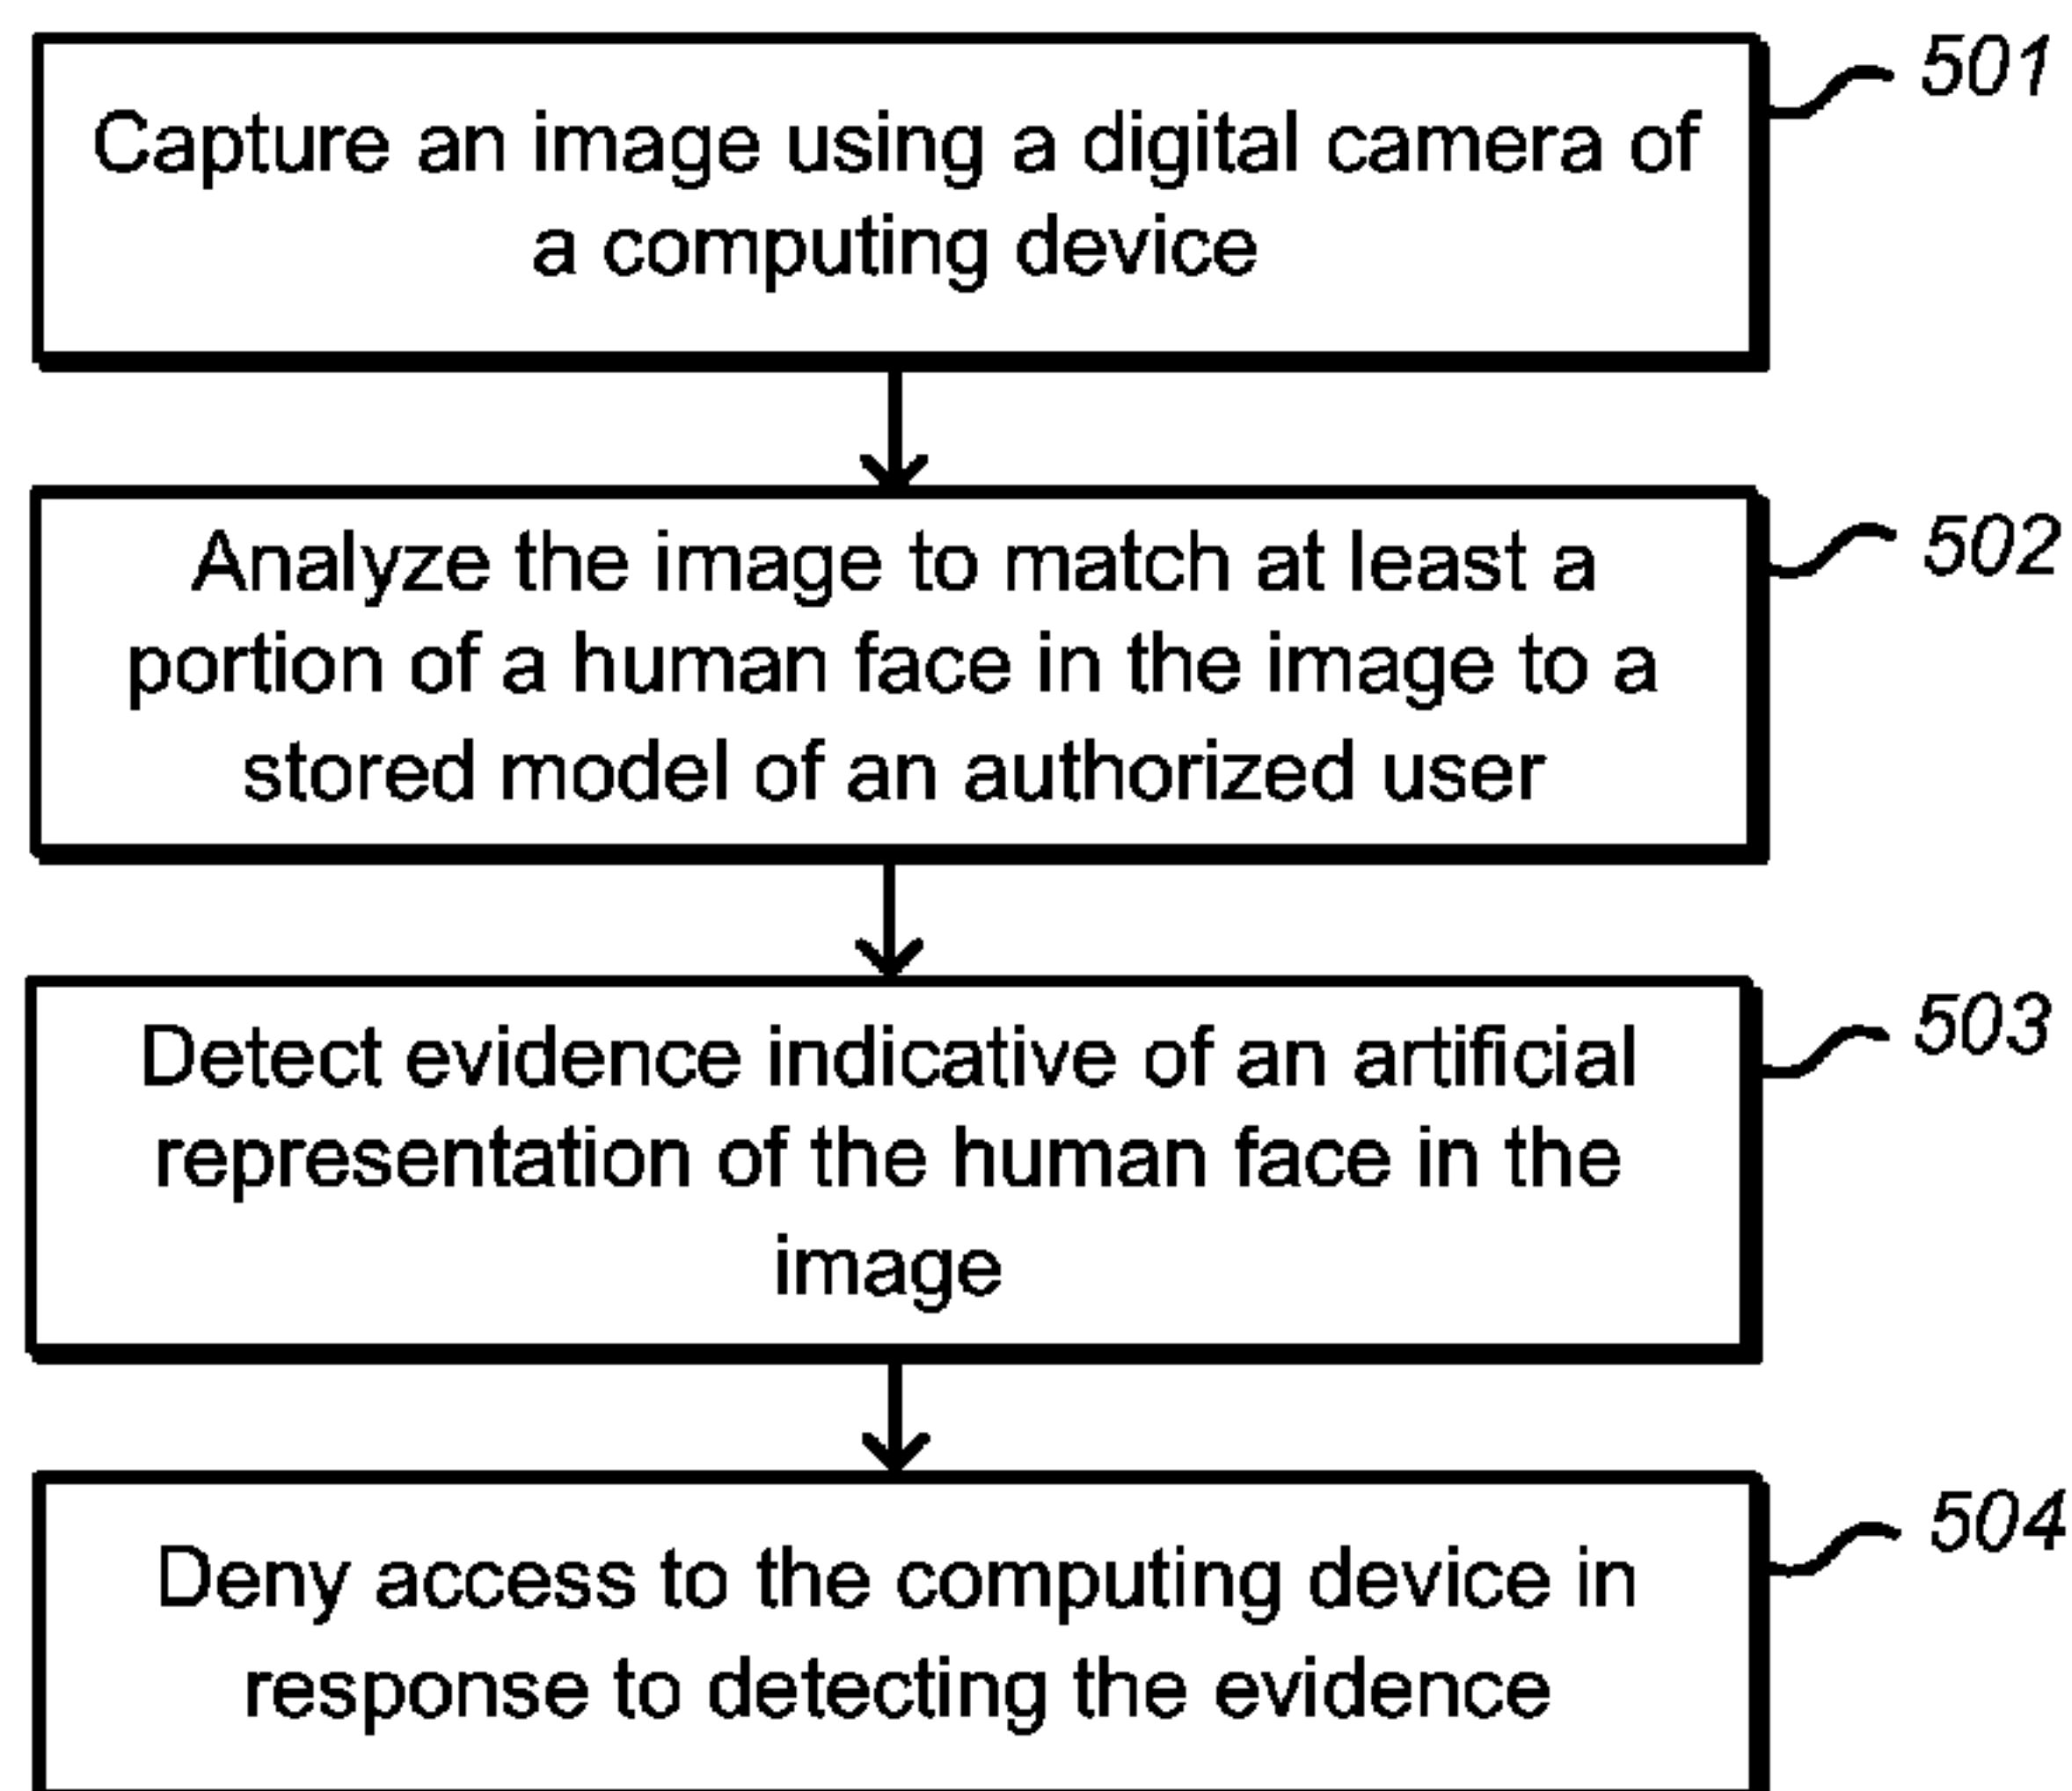 501
Capture an image using a digital camera of
a computing device
502
Analyze the image to match at least a
portion of a human face in the image to a
stored model of an authorized user
503
Detect evidence indicative of an artificial
representation of the human face in the
image
504
Deny access to the computing device in
response to detecting the evidence